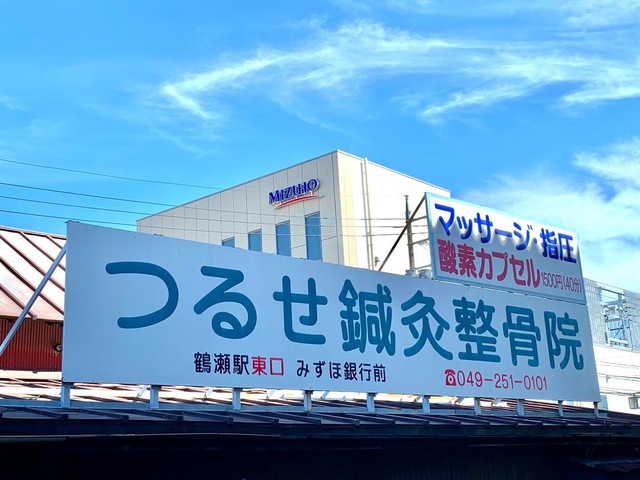 MIZUHO
マッサージ・指圧
酸素カプセル 1500円(40分)
つるせ鍼灸整骨院
鶴瀬駅東口 みずほ銀行前
☎049-251-0101